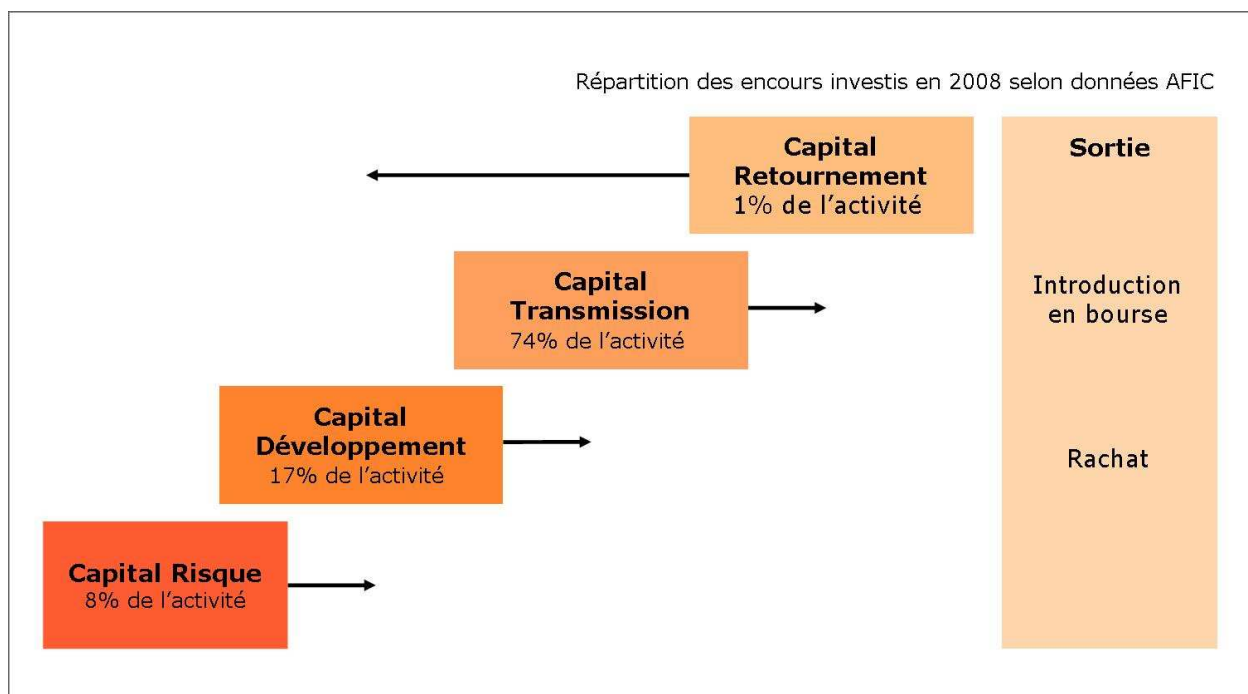 Répartition des encours investis en 2008 selon données AFIC
Capital
Retournement
1% de l’activité
Sortie
Introduction
en bourse
Rachat
Capital
Transmission
74% de l’activité
Capital
Développement
17% de l’activité
Capital Risque
8% de l’activité